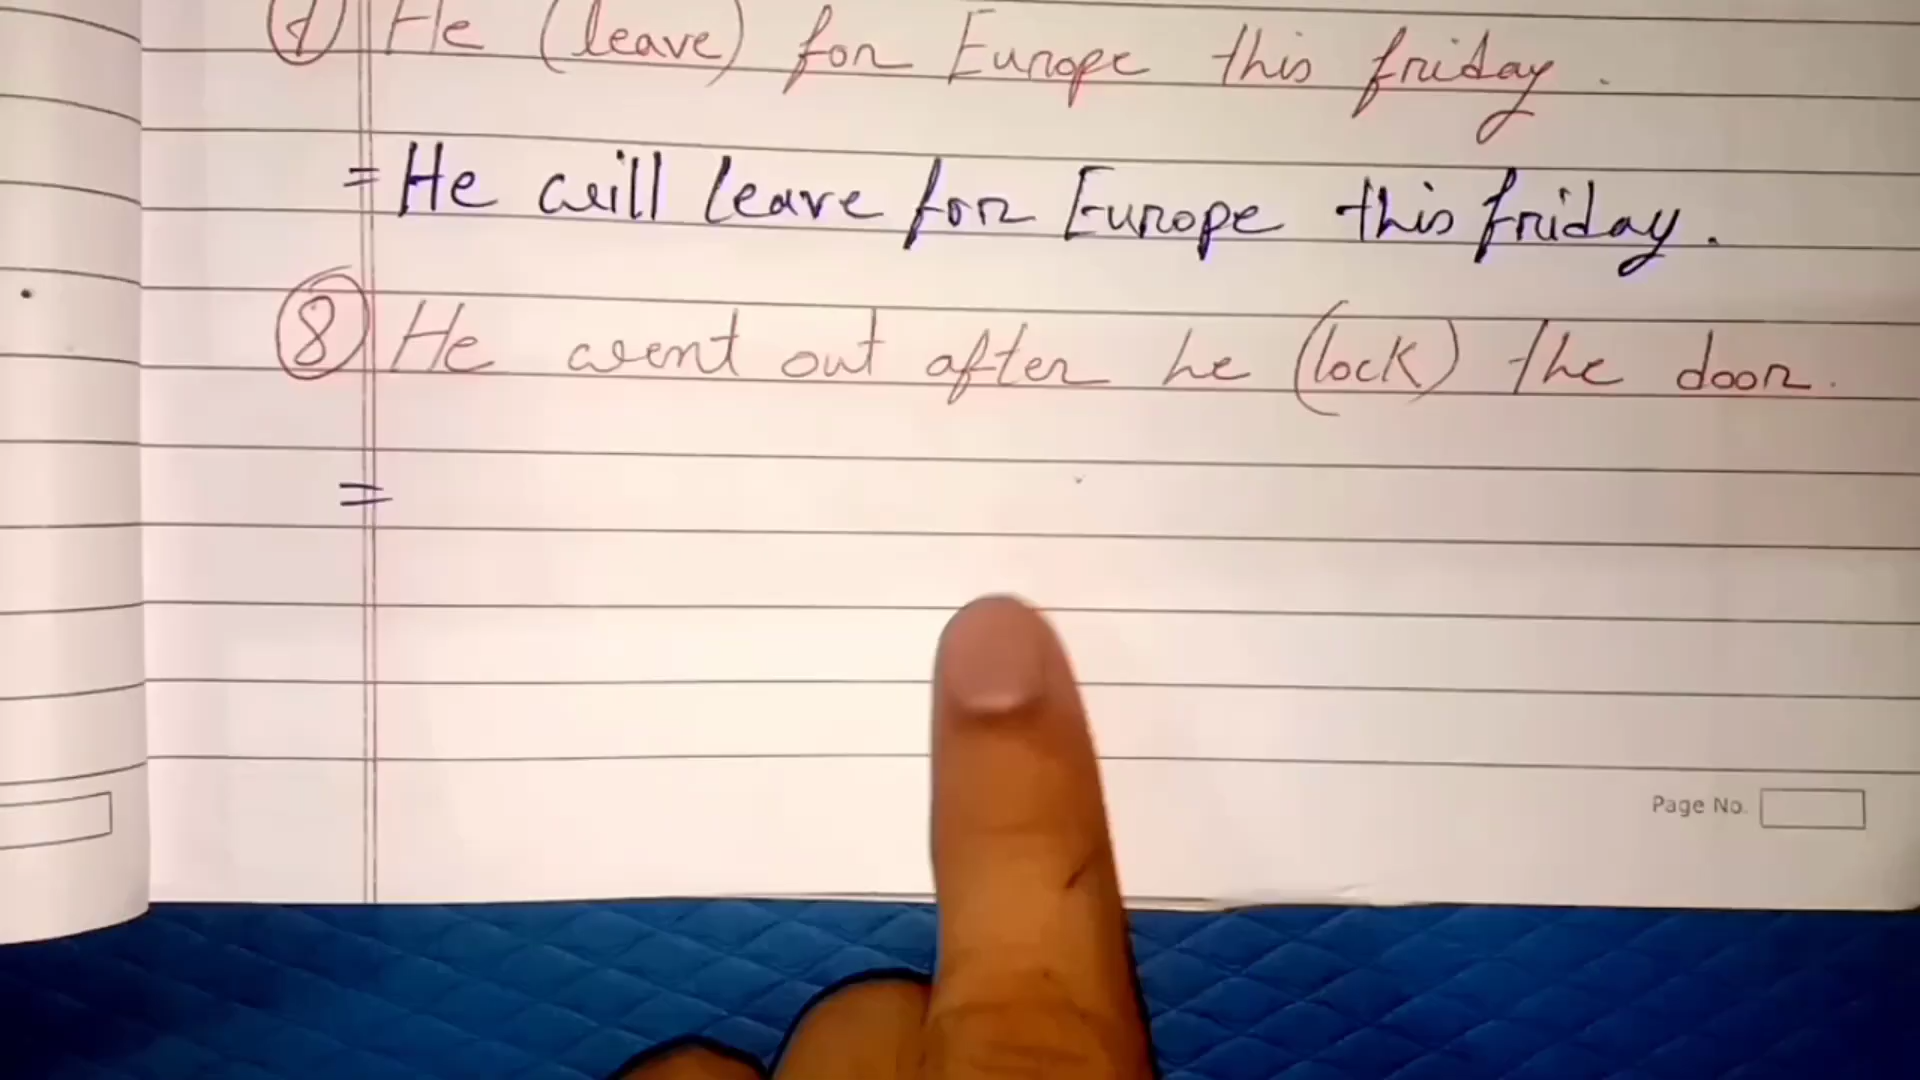 7 He (leave) for Europe this friday.
= He will leave for Europe this friday.
8 He went out after he (lock) the door.
=
Page No.